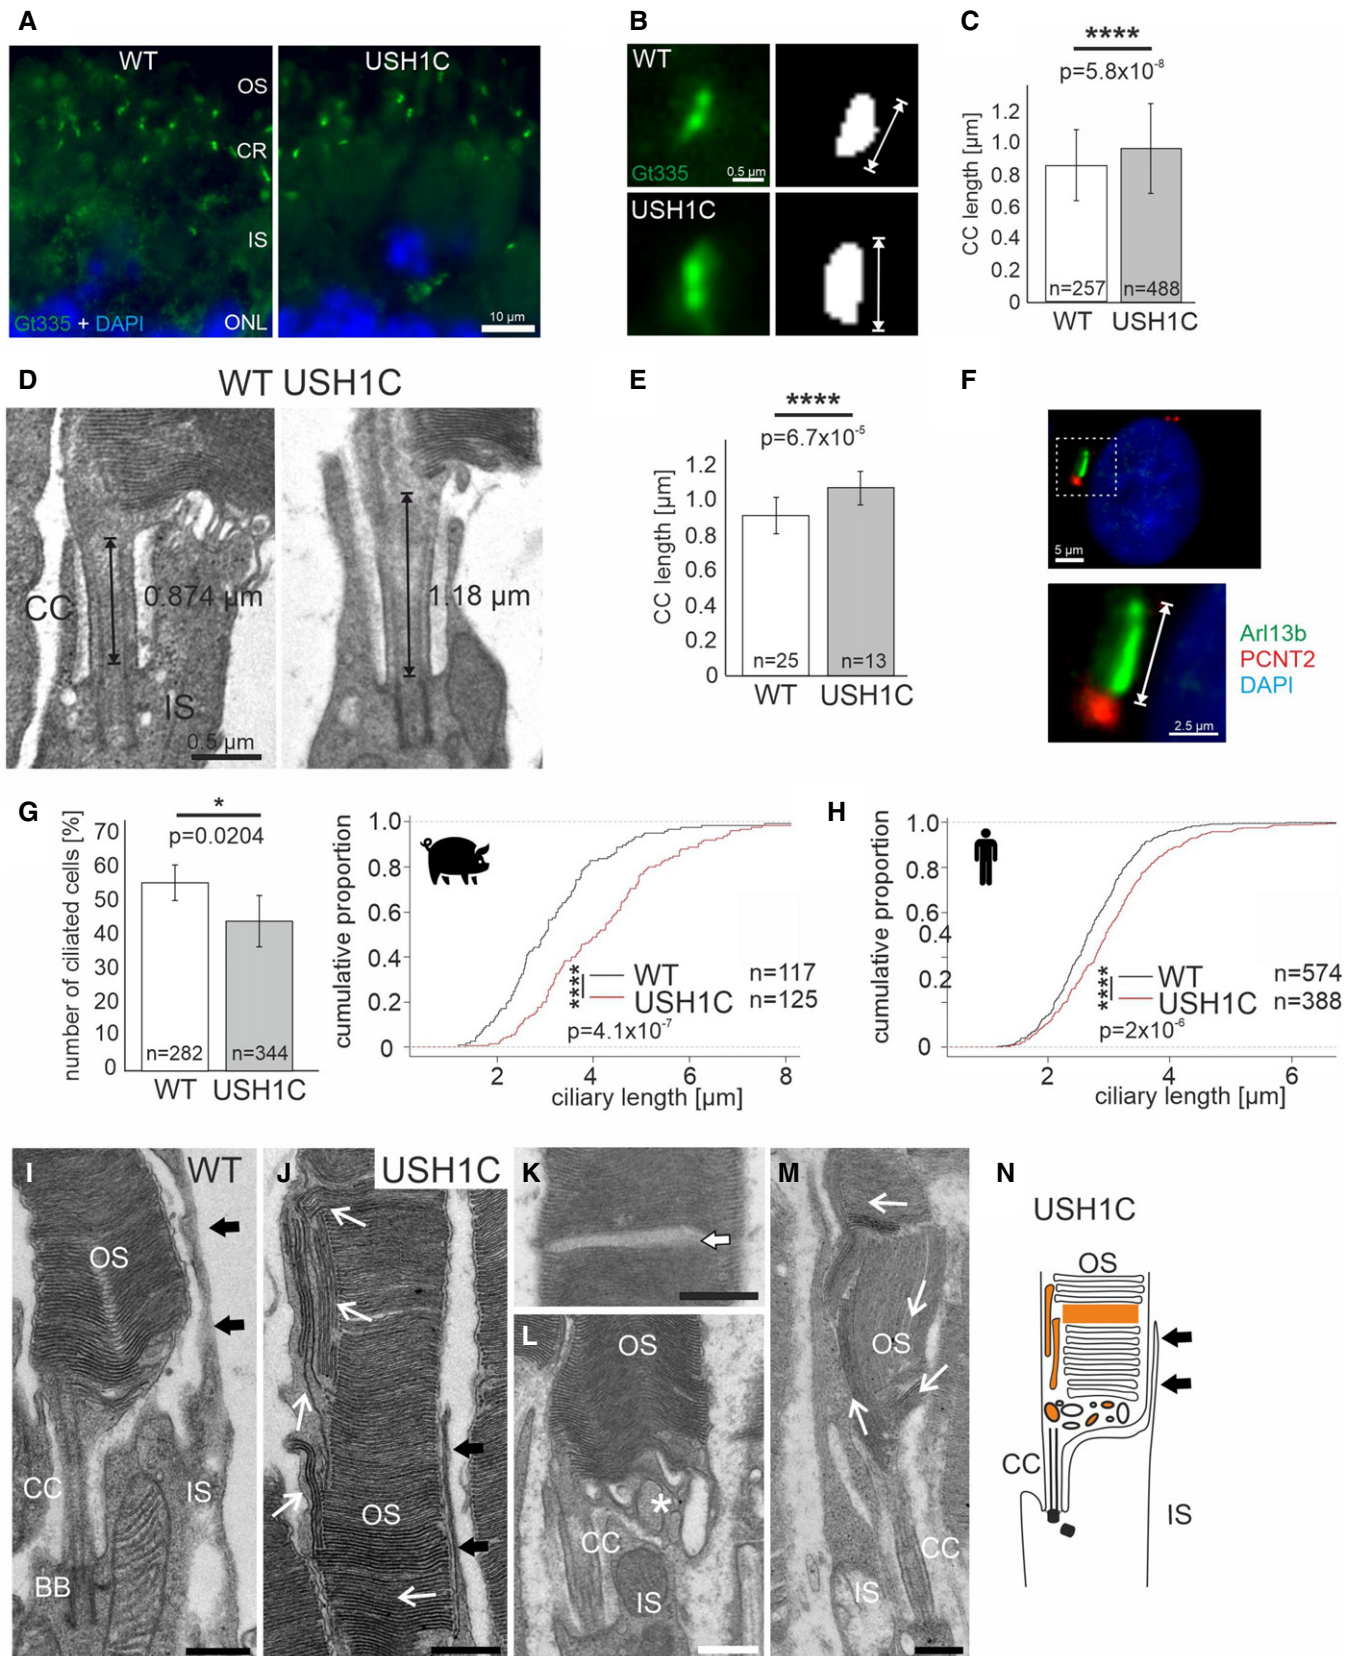 A
WT
USH1C
OS
CR
IS
ONL
Gt335 + DAPI
10 µm
B
WT
Gt335
0.5 µm
USH1C
C
****
p=5.8x10⁻⁸
CC length [µm]
1.2
1.0
0.8
0.6
0.4
0.2
0
n=257
n=488
WT
USH1C
D
WT USH1C
CC
0.874 µm
IS
0.5 µm
1.18 µm
E
****
p=6.7x10⁻⁵
CC length [µm]
1.2
1.0
0.8
0.6
0.4
0.2
0
n=25
n=13
WT
USH1C
F
5 µm
Arl13b
PCNT2
DAPI
2.5 µm
G
*
p=0.0204
number of ciliated cells [%]
70
60
50
40
30
20
10
0
n=282
n=344
WT
USH1C
cumulative proportion
1.0
0.8
0.6
0.4
0.2
0
****
WT n=117
USH1C n=125
p=4.1x10⁻⁷
2 4 6 8
ciliary length [µm]
H
cumulative proportion
1.0
0.8
0.6
0.4
0.2
0
****
WT n=574
USH1C n=388
p=2x10⁻⁶
2 4 6
ciliary length [µm]
I
WT
OS
CC
IS
BB
J
USH1C
OS
K
L
OS
*
CC
IS
M
OS
CC
IS
N
USH1C
OS
CC
IS